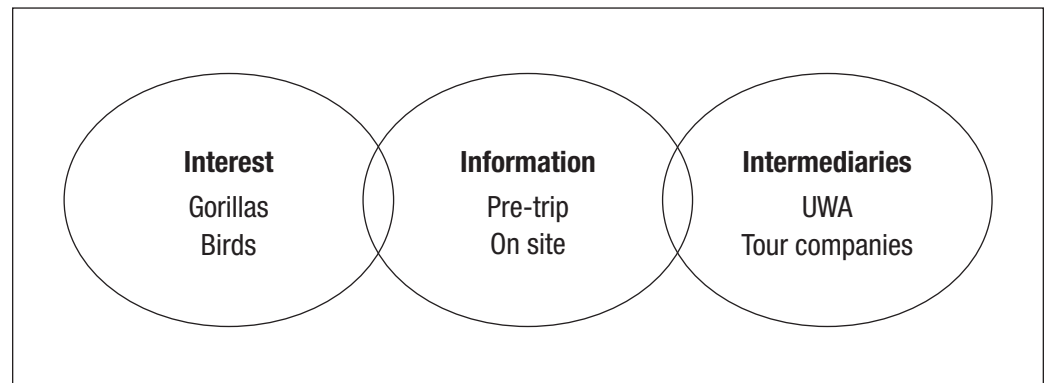 Interest
Gorillas
Birds
Information
Pre-trip
On site
Intermediaries
UWA
Tour companies